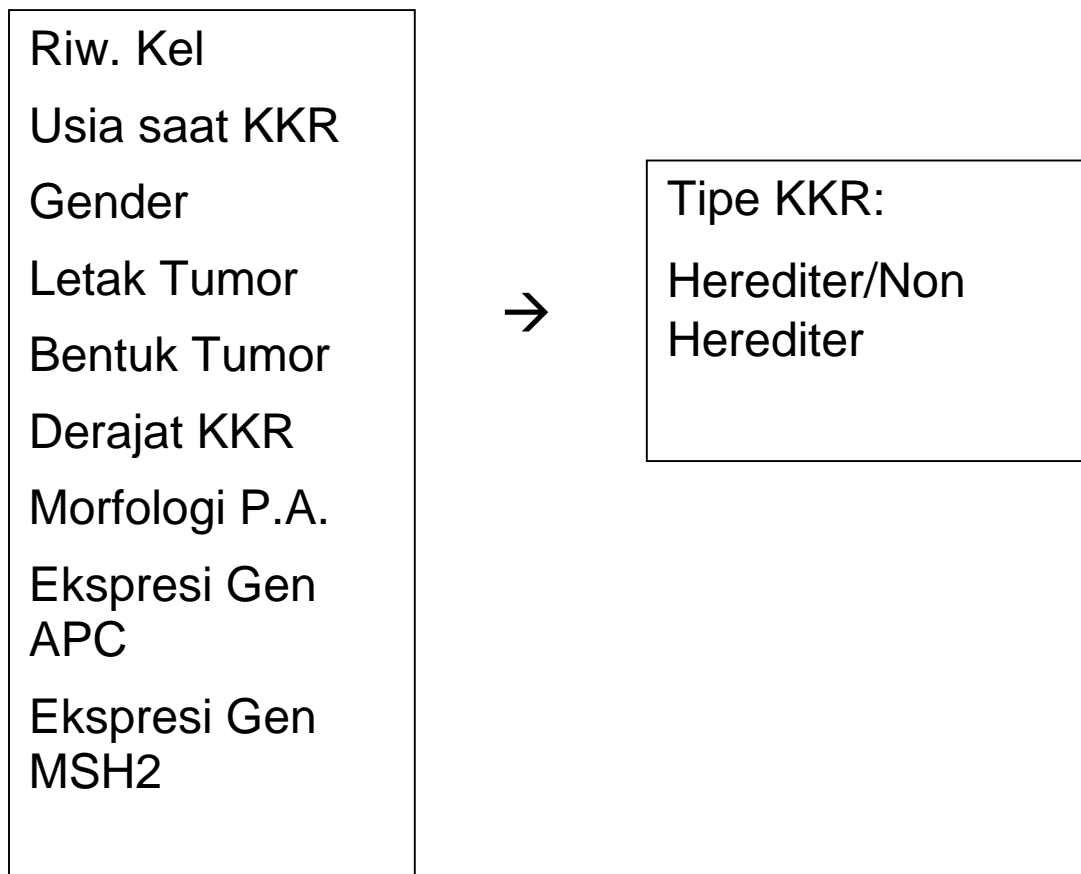 Riw. Kel
Usia saat KKR
Gender
Letak Tumor
Bentuk Tumor
Derajat KKR
Morfologi P.A.
Ekspresi Gen
APC
Ekspresi Gen
MSH2
→
Tipe KKR:
Herediter/Non
Herediter